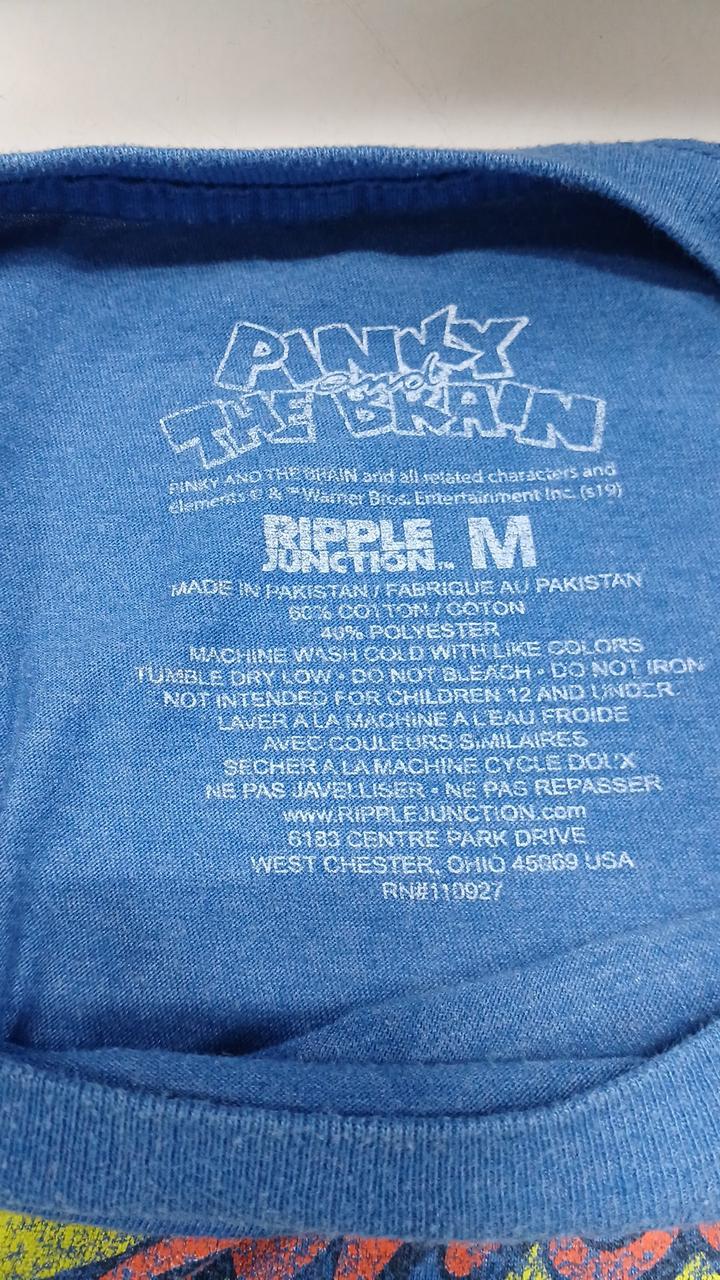 PINKY
and
THE BRAIN
PINKY AND THE BRAIN and all related characters and
elements © & ™ Warner Bros. Entertainment Inc. (s19)
RIPPLE
JUNCTION™ M
MADE IN PAKISTAN / FABRIQUE AU PAKISTAN
60% COTTON / COTON
40% POLYESTER
MACHINE WASH COLD WITH LIKE COLORS
TUMBLE DRY LOW • DO NOT BLEACH • DO NOT IRON
NOT INTENDED FOR CHILDREN 12 AND UNDER.
LAVER A LA MACHINE A L'EAU FROIDE
AVEC COULEURS SIMILAIRES
SECHER A LA MACHINE CYCLE DOUX
NE PAS JAVELLISER • NE PAS REPASSER
www.RIPPLEJUNCTION.com
6183 CENTRE PARK DRIVE
WEST CHESTER, OHIO 45069 USA
RN#110927